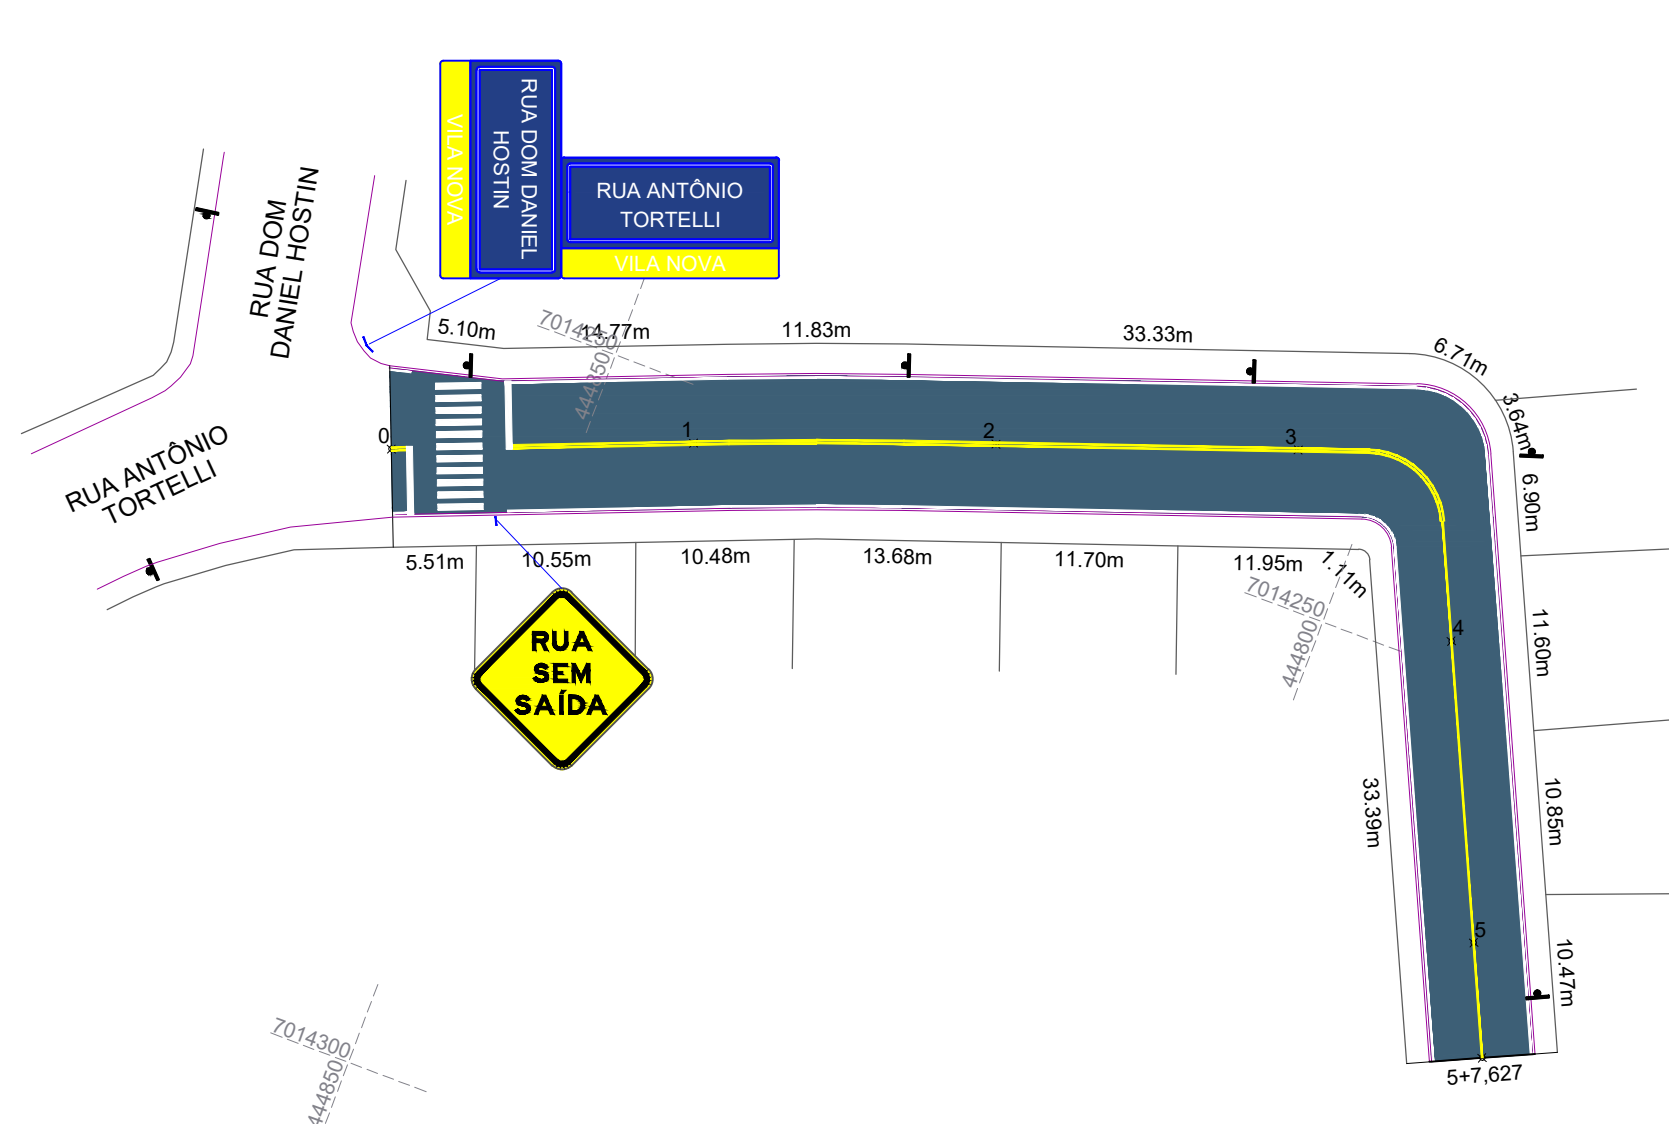 RUA DOM DANIEL
HOSTIN
VILA NOVA
RUA ANTÔNIO
TORTELLI
VILA NOVA
RUA DOM
DANIEL HOSTIN
RUA ANTÔNIO
TORTELLI
5.10m
14.77m
11.83m
33.33m
6.71m
3.64m
6.90m
11.60m
10.85m
10.47m
7014250
444850
0
1
2
3
4
5
5+7,627
5.51m
10.55m
10.48m
13.68m
11.70m
11.95m
1.11m
33.39m
7014250
444800
RUA
SEM
SAÍDA
7014300
444850